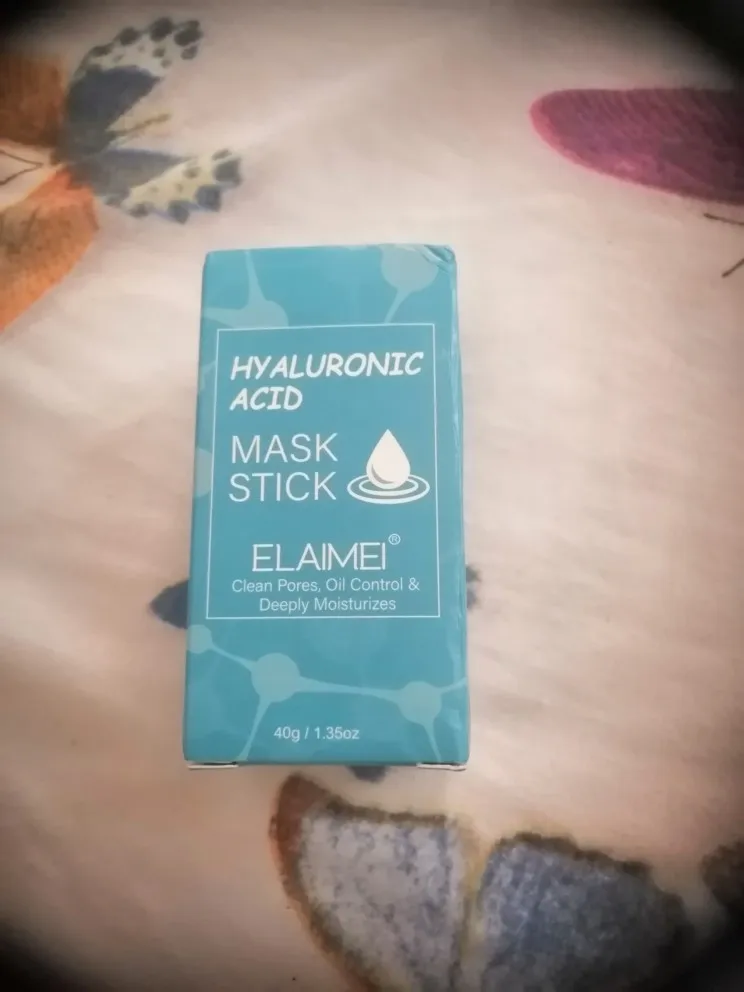 HYALURONIC
ACID
MASK
STICK
ELAIMEI®
Clean Pores, Oil Control &
Deeply Moisturizes
40g / 1.35oz